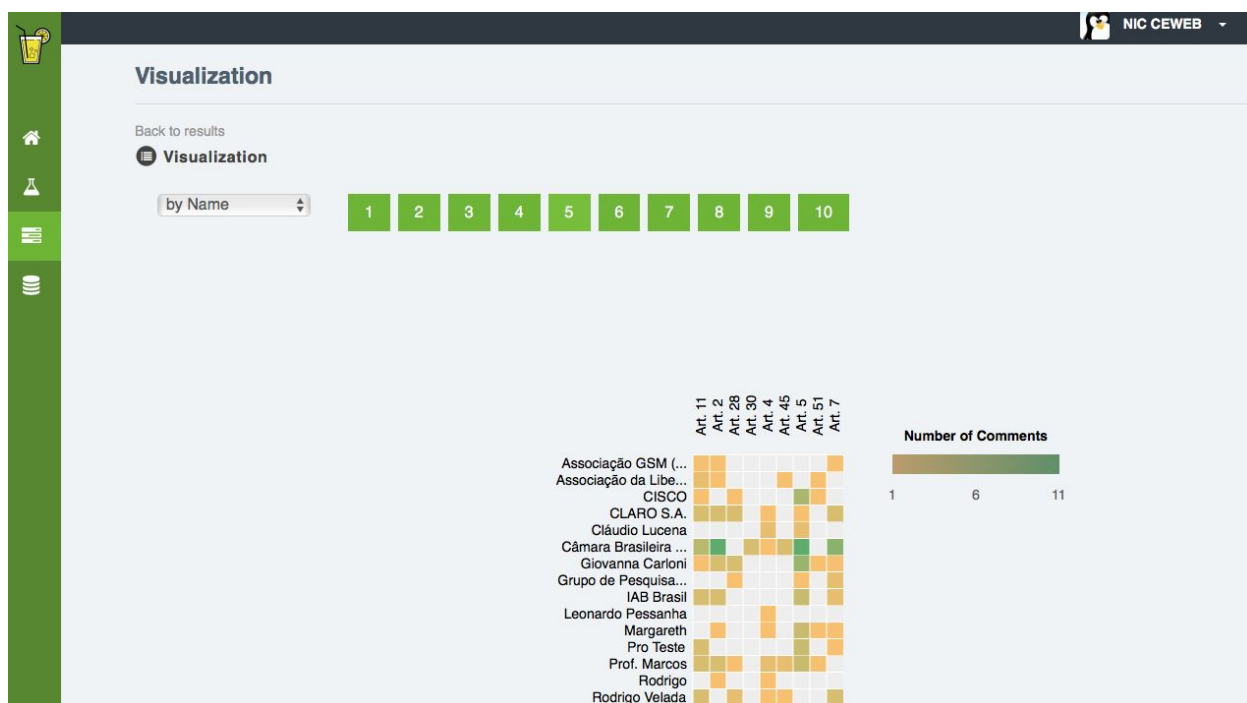 NIC CEWEB
Visualization
Back to results
Visualization
by Name
1 2 3 4 5 6 7 8 9 10
Art. 11
Art. 2
Art. 28
Art. 30
Art. 4
Art. 45
Art. 5
Art. 51
Art. 7
Number of Comments
1 6 11
Associação GSM (...
Associação da Libe...
CISCO
CLARO S.A.
Cláudio Lucena
Câmara Brasileira ...
Giovanna Carloni
Grupo de Pesquisa...
IAB Brasil
Leonardo Pessanha
Margareth
Pro Teste
Prof. Marcos
Rodrigo
Rodrigo Velada